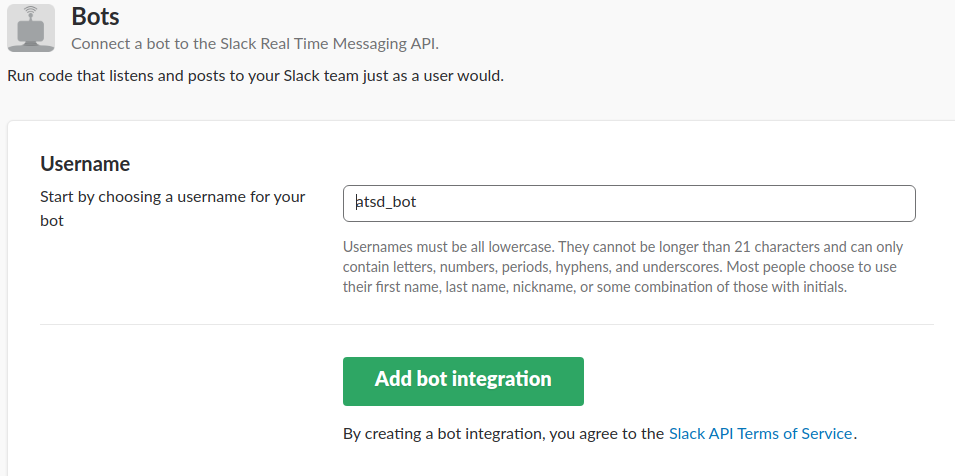 Bots
Connect a bot to the Slack Real Time Messaging API.
Run code that listens and posts to your Slack team just as a user would.
Username
Start by choosing a username for your
bot
atsd_bot
Usernames must be all lowercase. They cannot be longer than 21 characters and can only
contain letters, numbers, periods, hyphens, and underscores. Most people choose to use
their first name, last name, nickname, or some combination of those with initials.
Add bot integration
By creating a bot integration, you agree to the Slack API Terms of Service.